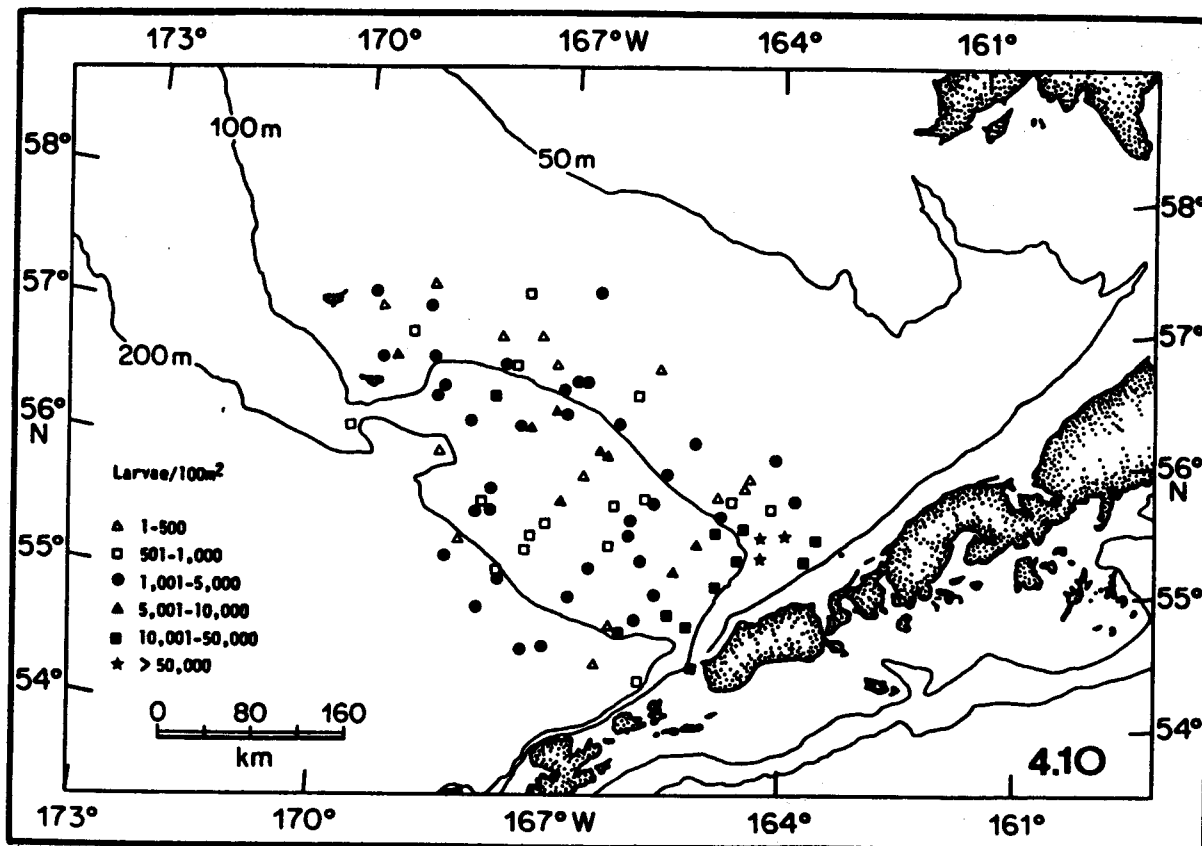 173° 170° 167°W 164° 161°
100m
50m
58°
58°
57°
57°
200m
56°
N
56°
N
Larvae/100m²
△ 1-500
□ 501-1,000
● 1,001-5,000
▲ 5,001-10,000
■ 10,001-50,000
★ > 50,000
55°
55°
54°
54°
0 80 160
km
4.10
173° 170° 167°W 164° 161°